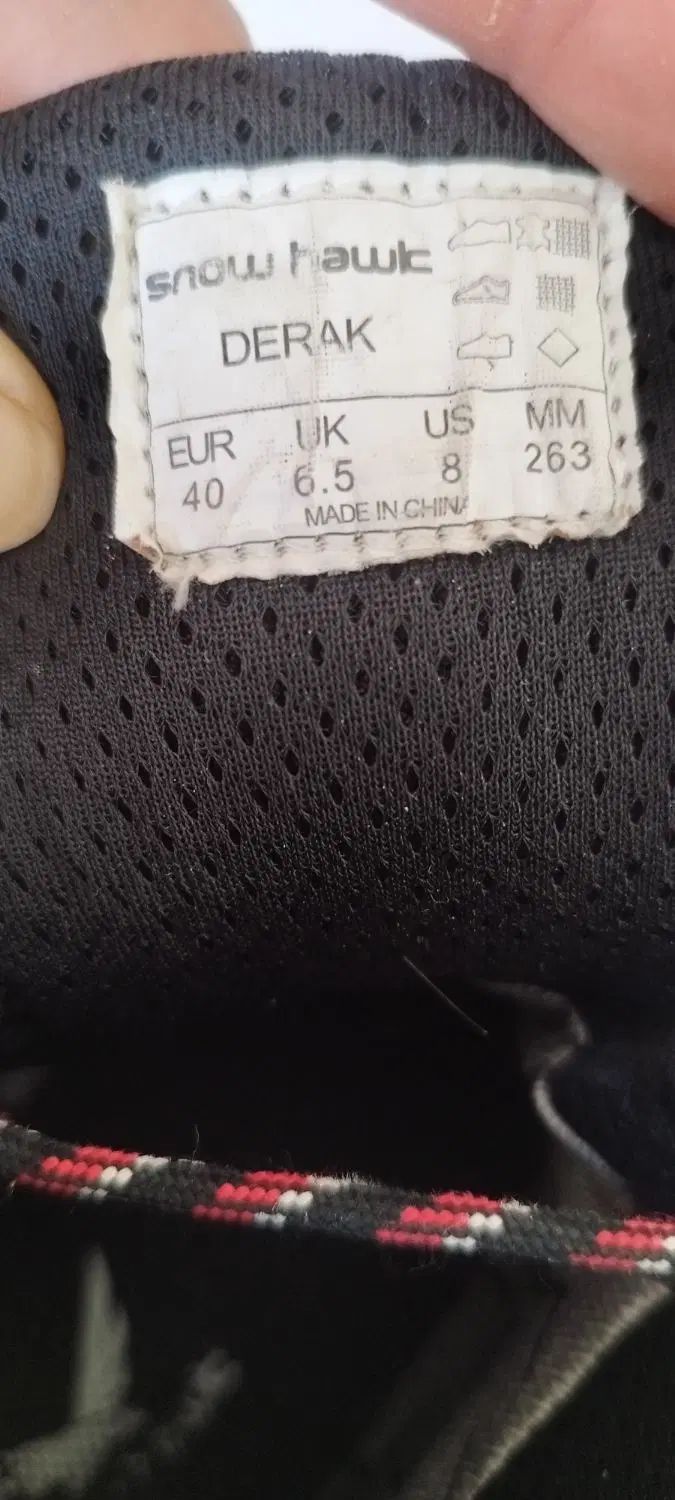 snow hawk
DERAK
EUR UK US MM
40 6.5 8 263
MADE IN CHINA